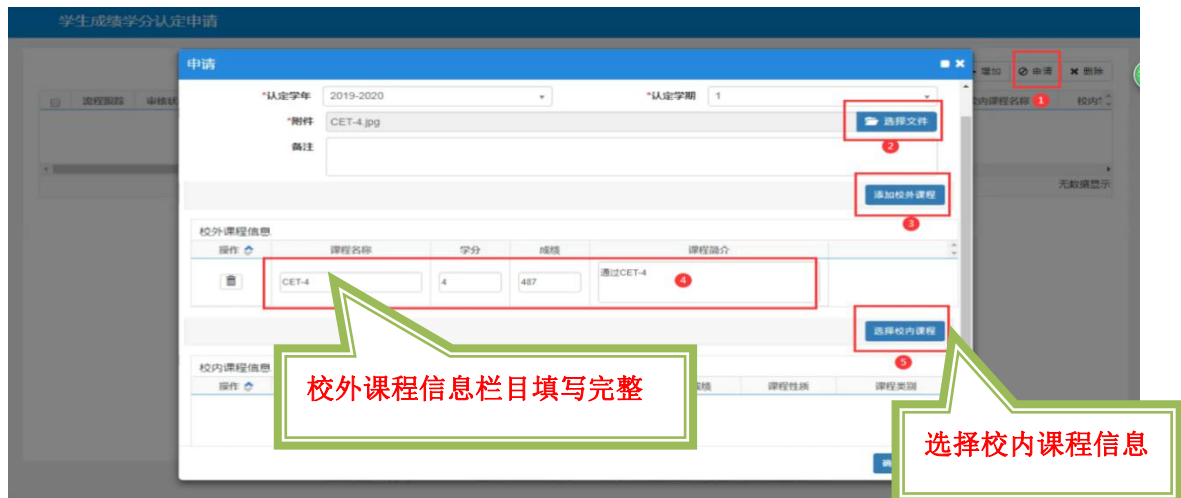 学生成绩学分认定申请
申请
增加 申请 删除
流程跟踪 审核状 内课程名称 1 校内
*认定学年 2019-2020 *认定学期 1
*附件 CET-4.jpg 选择文件
2
备注
无数据显示
添加校外课程
3
校外课程信息
操作 课程名称 学分 成绩 课程简介
CET-4 4 487 通过CET-4 4
选择校内课程
5
校内课程信息
操作 成绩 课程性质 课程类别
校外课程信息栏目填写完整
选择校内课程信息